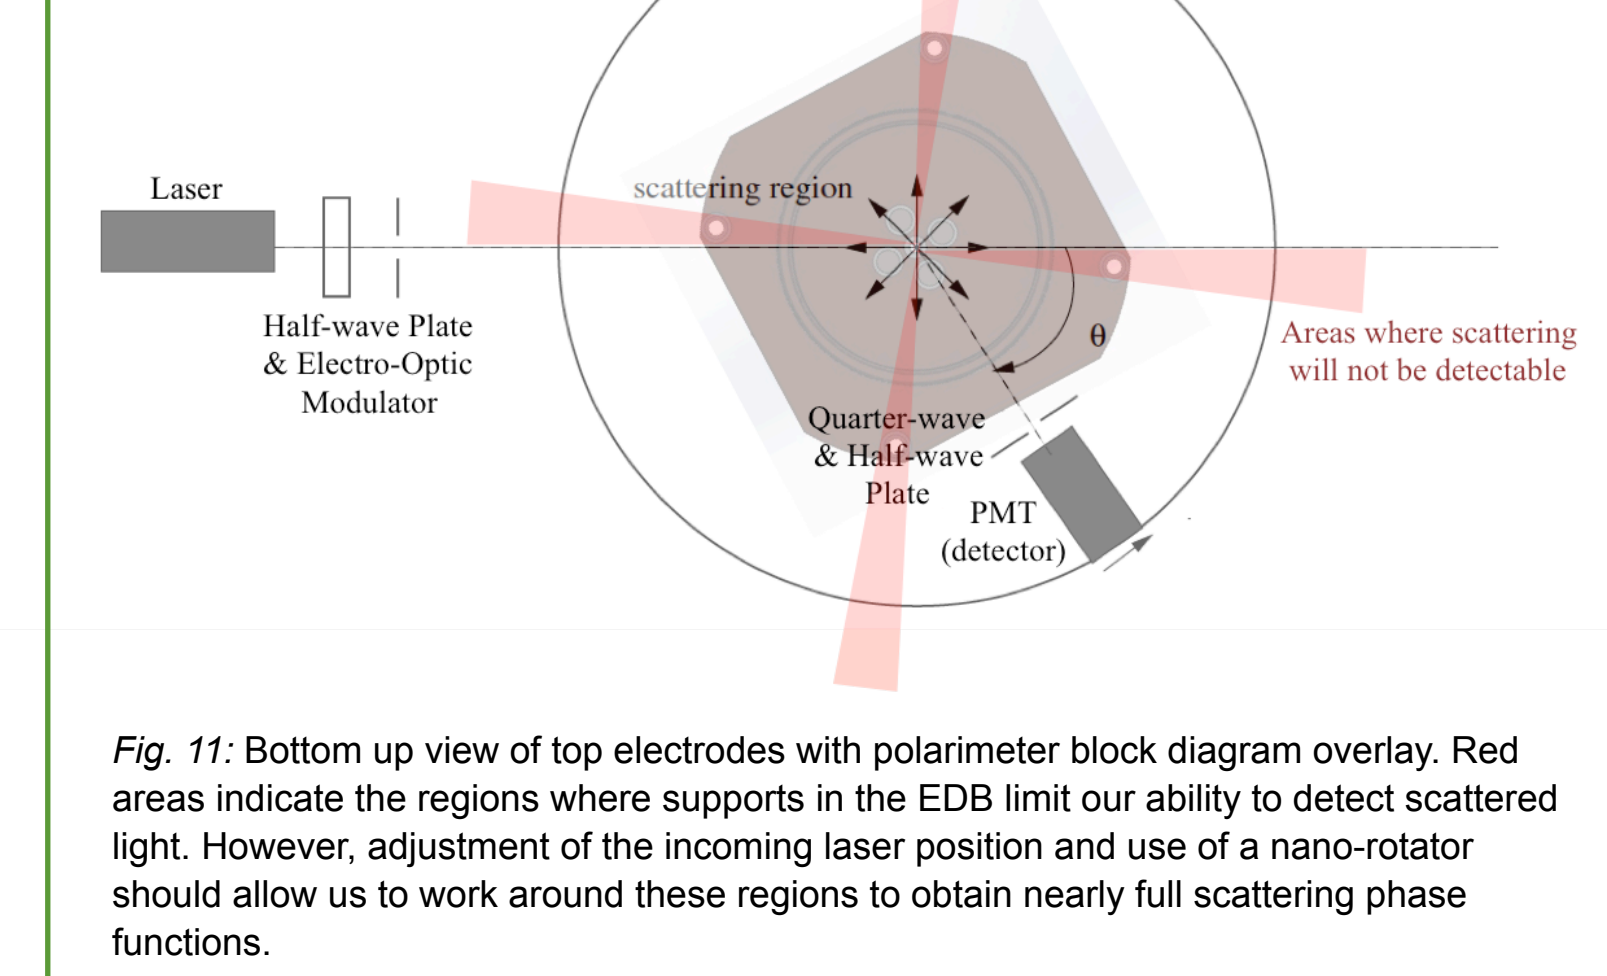 Laser
scattering region
Half-wave Plate
& Electro-Optic
Modulator
θ
Areas where scattering
will not be detectable
Quarter-wave
& Half-wave
Plate
PMT
(detector)
Fig. 11: Bottom up view of top electrodes with polarimeter block diagram overlay. Red
areas indicate the regions where supports in the EDB limit our ability to detect scattered
light. However, adjustment of the incoming laser position and use of a nano-rotator
should allow us to work around these regions to obtain nearly full scattering phase
functions.